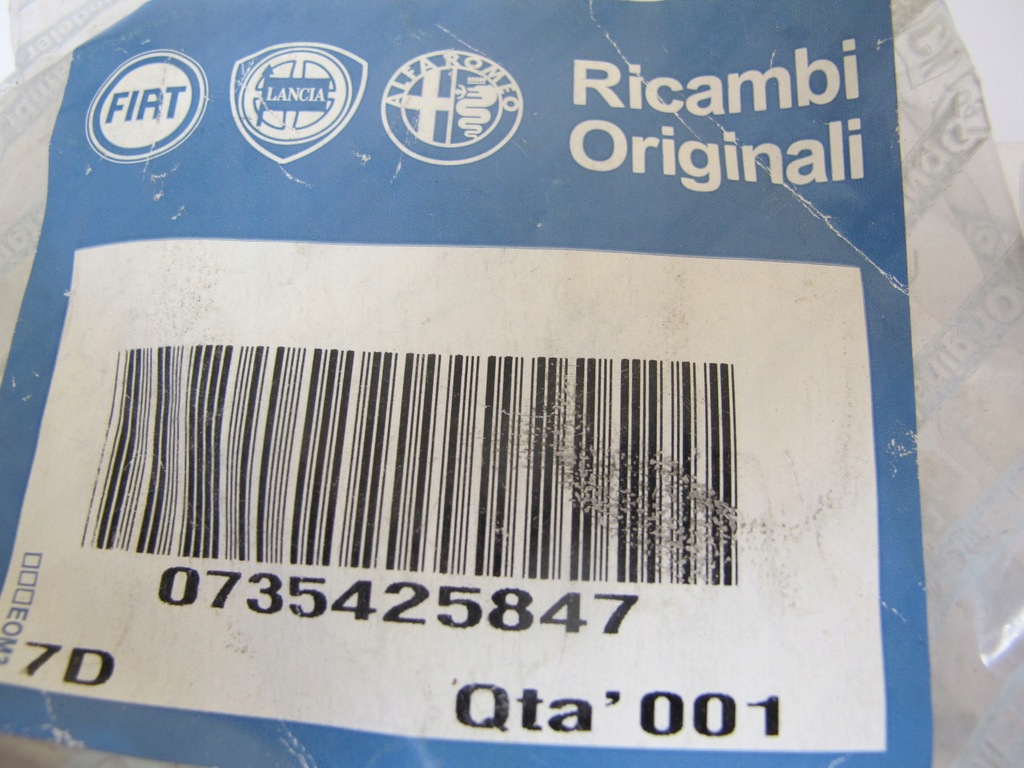 FIAT
LANCIA
ALFA ROMEO
Ricambi
Originali
0735425847
7D
Qta'001